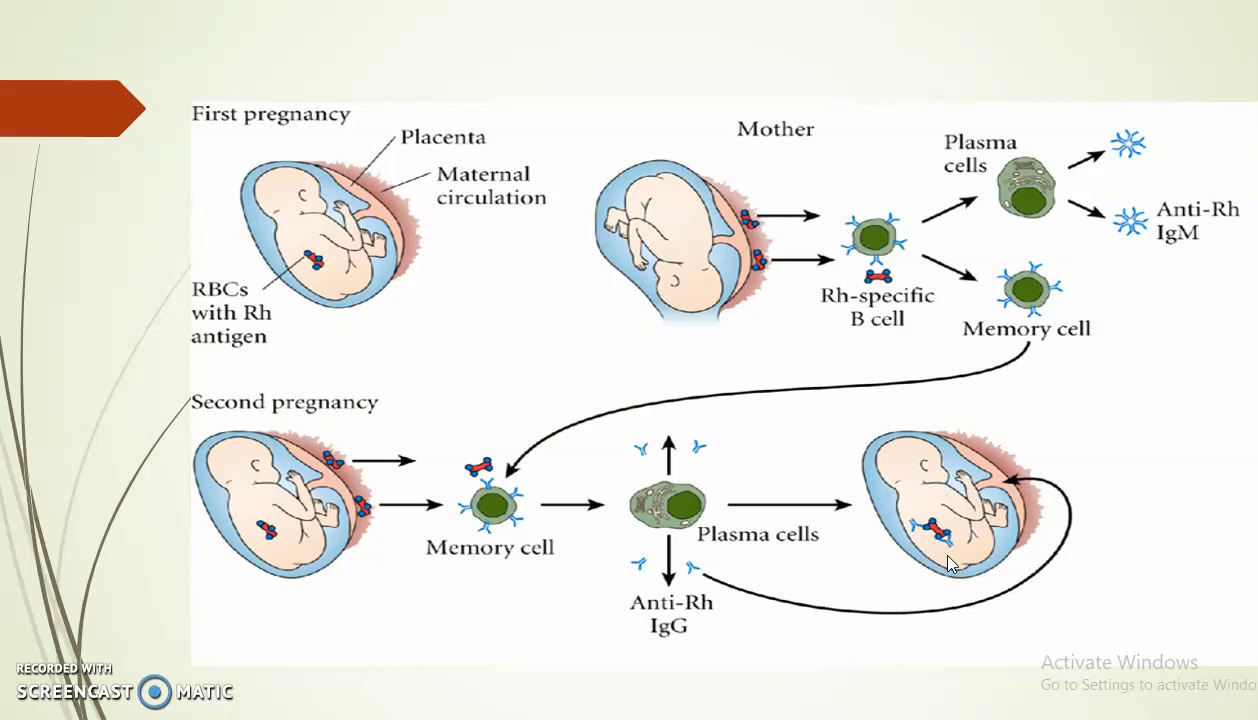 First pregnancy
Placenta
Maternal
circulation
RBCs
with Rh
antigen
Mother
Rh-specific
B cell
Plasma
cells
Anti-Rh
IgM
Memory cell
Second pregnancy
Memory cell
Plasma cells
Anti-Rh
IgG
Activate Windows
Go to Settings to activate Windo
RECORDED WITH
SCREENCAST MATIC